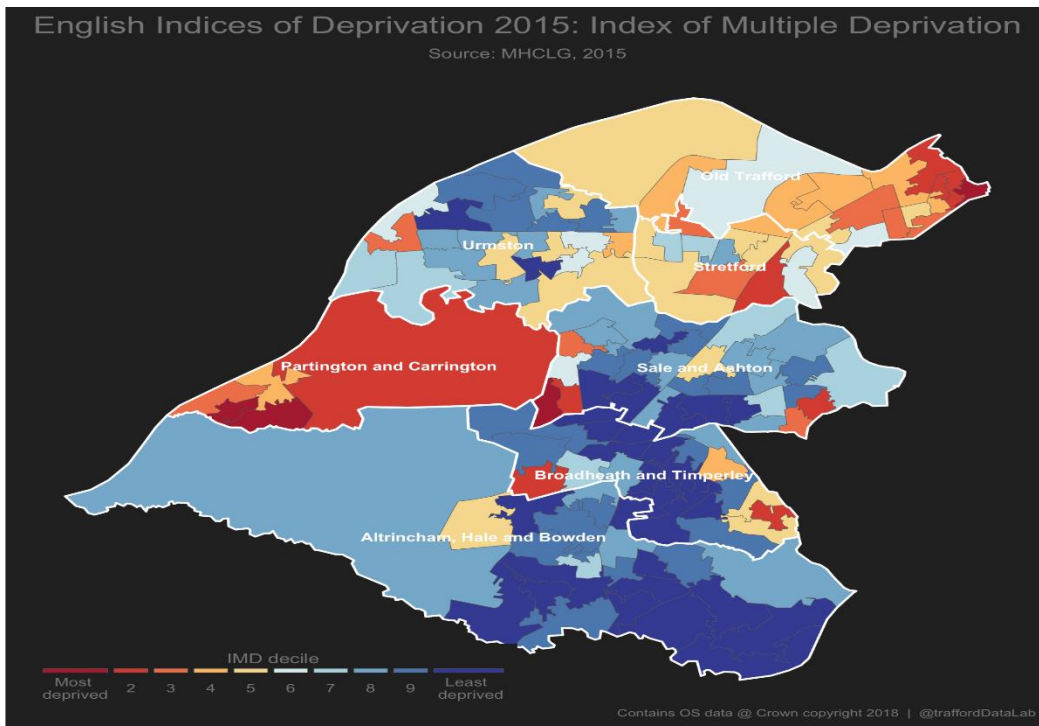 English Indices of Deprivation 2015: Index of Multiple Deprivation
Source: MHCLG, 2015
Old Trafford
Urmston
Stretford
Partington and Carrington
Sale and Ashton
Broadheath and Timperley
Altrincham, Hale and Bowden
IMD decile
Most deprived 2 3 4 5 6 7 8 9 Least deprived
Contains OS data @ Crown copyright 2018 | @traffordDataLab